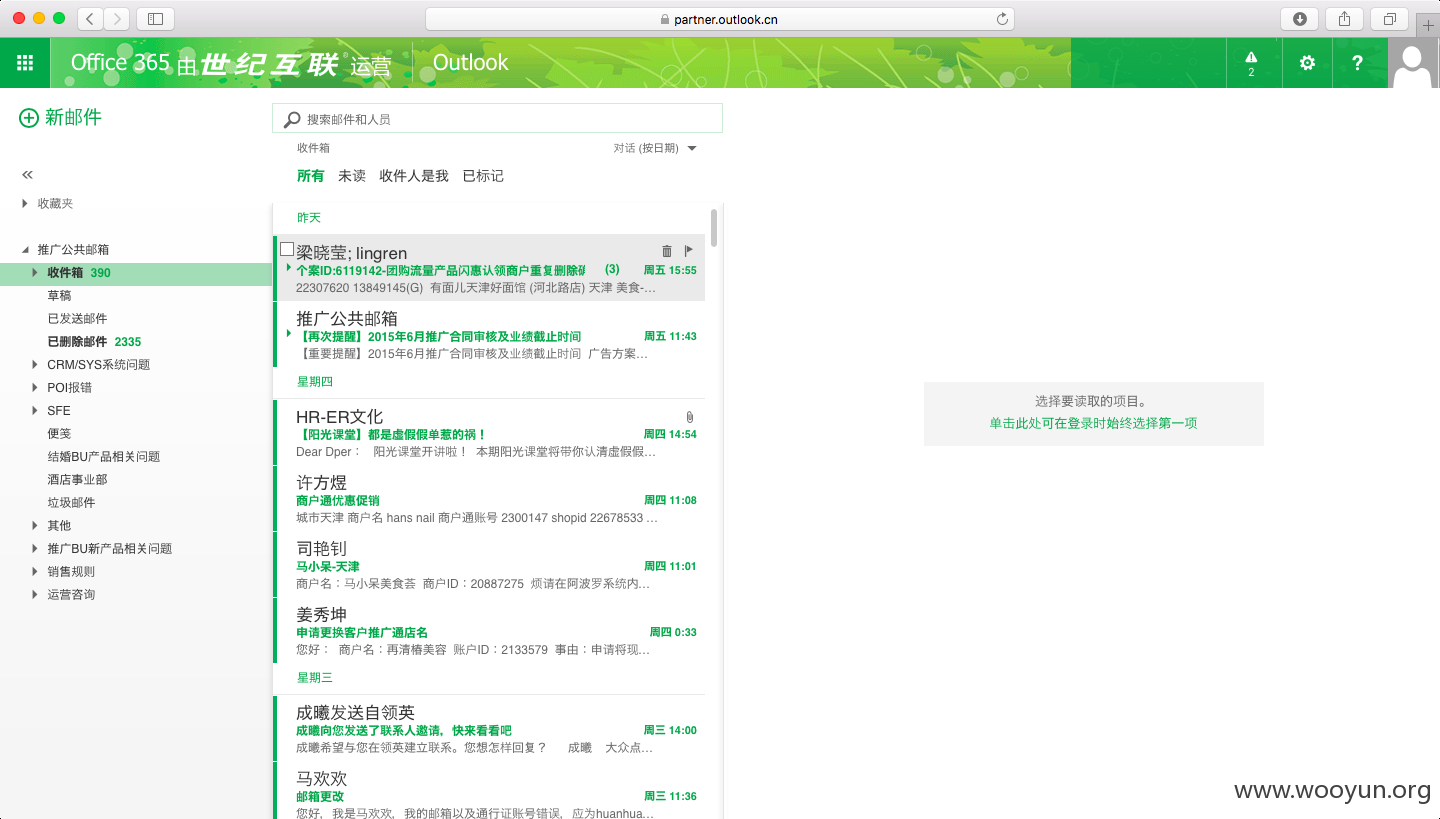 partner.outlook.cn
Office 365 由世纪互联运营 Outlook
2
?
新邮件
搜索邮件和人员
收件箱 对话 (按日期)
所有 未读 收件人是我 已标记
«
收藏夹
推广公共邮箱
收件箱 390
草稿
已发送邮件
已删除邮件 2335
CRM/SYS系统问题
POI报错
SFE
便笺
结婚BU产品相关问题
酒店事业部
垃圾邮件
其他
推广BU新产品相关问题
销售规则
运营咨询
昨天
梁晓莹; lingren
个案ID:6119142-团购流量产品闪惠认领商户重复删除 (3) 周五 15:55
22307620 13849145(G) 有面儿天津好面馆 (河北路店) 天津 美食-…
推广公共邮箱
【再次提醒】2015年6月推广合同审核及业绩截止时间 周五 11:43
【重要提醒】2015年6月推广合同审核及业绩截止时间 广告方案…
星期四
HR-ER文化
【阳光课堂】都是虚假假单惹的祸！ 周四 14:54
Dear Dper： 阳光课堂开讲啦！ 本期阳光课堂将带你认清虚假假…
许方煜
商户通优惠促销 周四 11:08
城市天津 商户名 hans nail 商户通账号 2300147 shopid 22678533 …
司艳钊
马小呆-天津 周四 11:01
商户名：马小呆美食荟 商户ID：20887275 烦请在阿波罗系统内…
姜秀坤
申请更换客户推广通店名 周四 0:33
您好： 商户名：再清椿美容 账户ID：2133579 事由：申请将现…
星期三
成曦发送自领英
成曦向您发送了联系人邀请，快来看看吧 周三 14:00
成曦希望与您在领英建立联系。您想怎样回复？ 成曦 大众点…
马欢欢
邮箱更改 周三 11:36
您好，我是马欢欢，我的邮箱以及通行证账号错误，应为huanhua…
选择要读取的项目。
单击此处可在登录时始终选择第一项
www.wooyun.org